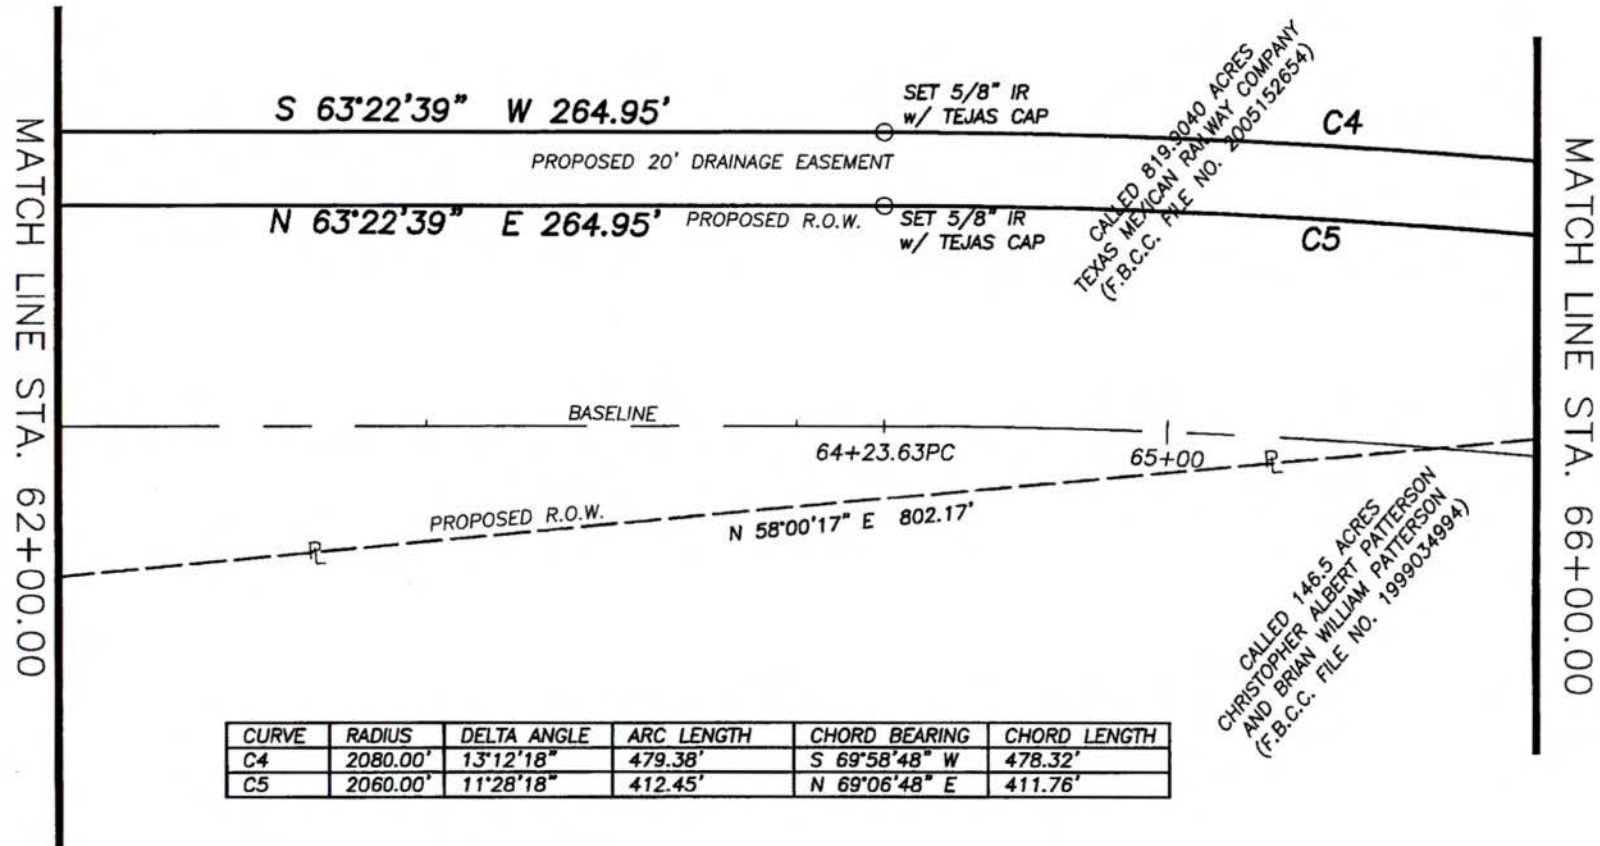 MATCH LINE STA. 62+00.00
S 63°22'39" W 264.95'
SET 5/8" IR
w/ TEJAS CAP
PROPOSED 20' DRAINAGE EASEMENT
CALLED 819.9040 ACRES
TEXAS MEXICAN RAILWAY COMPANY
(F.B.C.C. FILE NO. 2005152654)
C4
N 63°22'39" E 264.95'
PROPOSED R.O.W.
SET 5/8" IR
w/ TEJAS CAP
C5
BASELINE
64+23.63PC
65+00
PL
PROPOSED R.O.W.
N 58°00'17" E 802.17'
PL
CALLED 146.5 ACRES
CHRISTOPHER ALBERT PATTERSON
AND BRIAN WILLIAM PATTERSON
(F.B.C.C. FILE NO. 1999034994)
MATCH LINE STA. 66+00.00
CURVE RADIUS DELTA ANGLE ARC LENGTH CHORD BEARING CHORD LENGTH
C4 2080.00' 13°12'18" 479.38' S 69°58'48" W 478.32'
C5 2060.00' 11°28'18" 412.45' N 69°06'48" E 411.76'